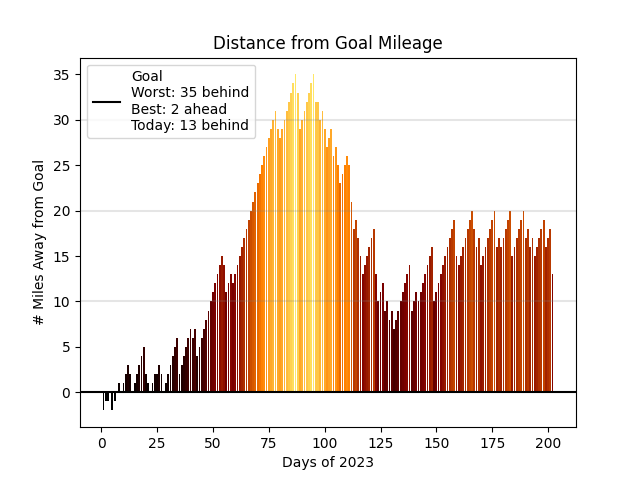 Distance from Goal Mileage
Goal
Worst: 35 behind
Best: 2 ahead
Today: 13 behind
# Miles Away from Goal
35
30
25
20
15
10
5
0
0
25
50
75
100
125
150
175
200
Days of 2023